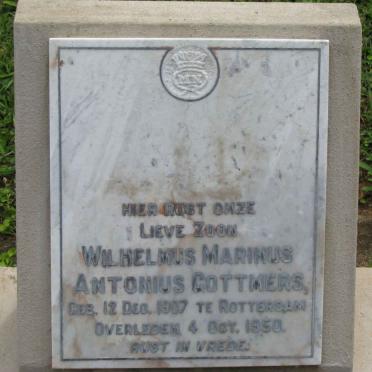 HIER RUST ONZE
LIEVE ZOON
WILHELMUS MARINUS
ANTONIUS GOTTMERS,
GEB. 12 DEC. 1907 TE ROTTERDAM
OVERLEDEN 4 OCT. 1950.
RUST IN VREDE.